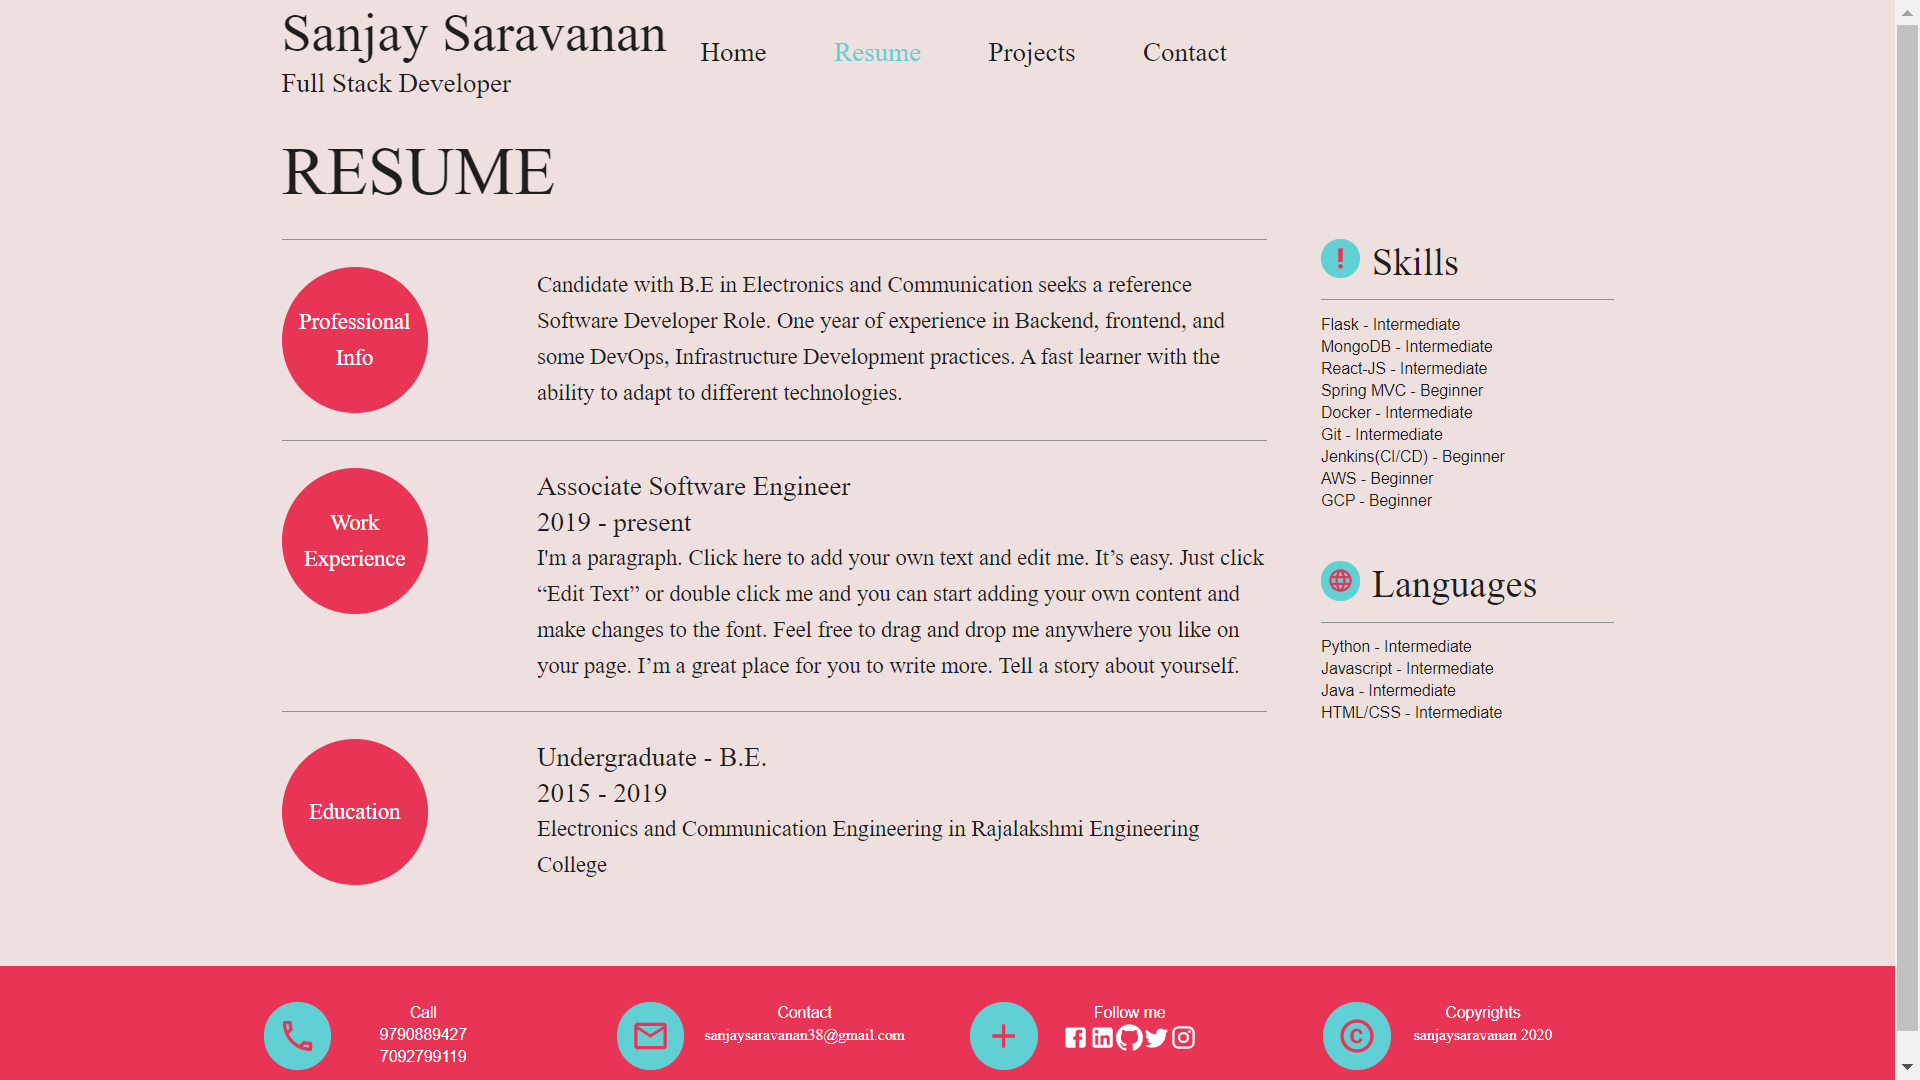 Sanjay Saravanan
Full Stack Developer
Home
Resume
Projects
Contact
RESUME
Professional
Info
Candidate with B.E in Electronics and Communication seeks a reference
Software Developer Role. One year of experience in Backend, frontend, and
some DevOps, Infrastructure Development practices. A fast learner with the
ability to adapt to different technologies.
Work
Experience
Associate Software Engineer
2019 - present
I'm a paragraph. Click here to add your own text and edit me. It’s easy. Just click
“Edit Text” or double click me and you can start adding your own content and
make changes to the font. Feel free to drag and drop me anywhere you like on
your page. I’m a great place for you to write more. Tell a story about yourself.
Education
Undergraduate - B.E.
2015 - 2019
Electronics and Communication Engineering in Rajalakshmi Engineering
College
Skills
Flask - Intermediate
MongoDB - Intermediate
React-JS - Intermediate
Spring MVC - Beginner
Docker - Intermediate
Git - Intermediate
Jenkins(CI/CD) - Beginner
AWS - Beginner
GCP - Beginner
Languages
Python - Intermediate
Javascript - Intermediate
Java - Intermediate
HTML/CSS - Intermediate
Call
9790889427
7092799119
Contact
sanjaysaravanan38@gmail.com
Follow me
Copyrights
sanjaysaravanan 2020